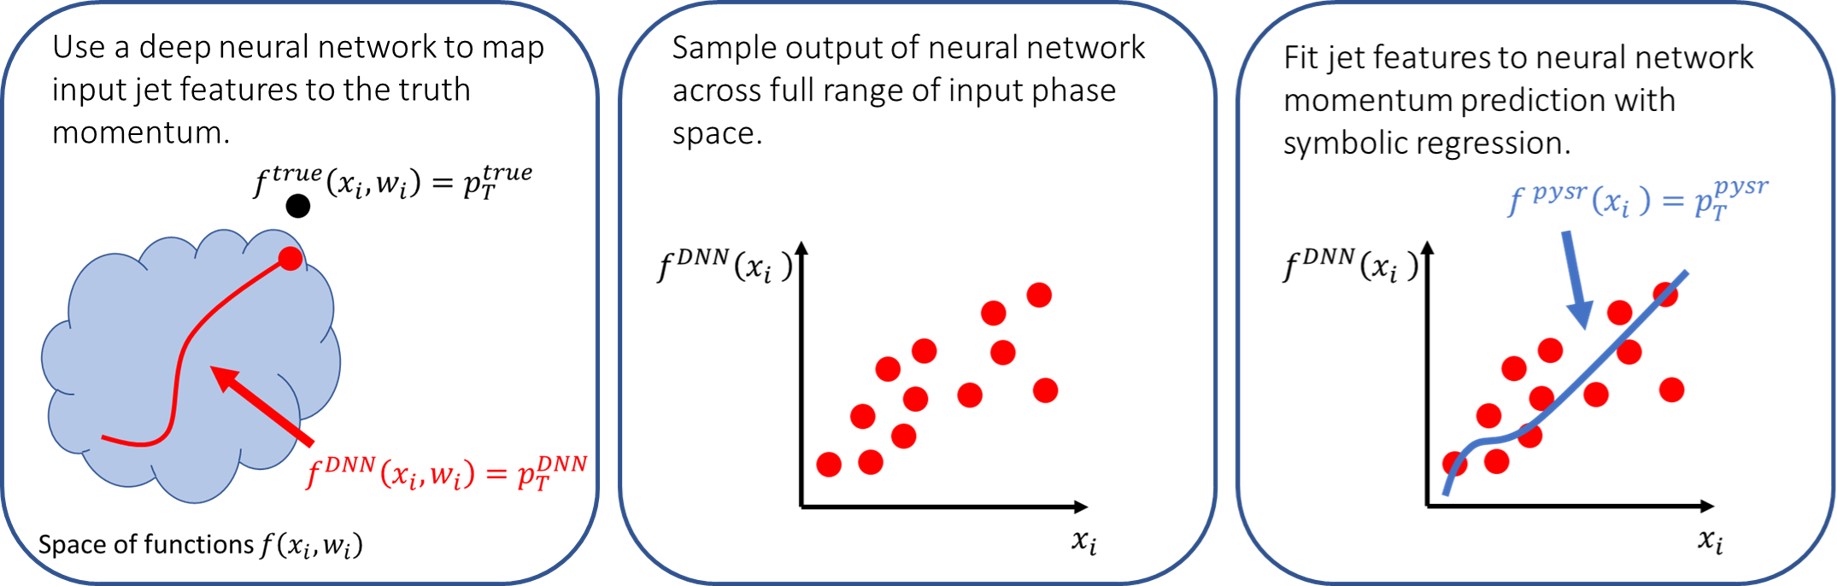 Use a deep neural network to map
input jet features to the truth
momentum.
f^{true}(x_i, w_i) = p_T^{true}
f^{DNN}(x_i, w_i) = p_T^{DNN}
Space of functions f(x_i, w_i)
Sample output of neural network
across full range of input phase
space.
f^{DNN}(x_i )
x_i
Fit jet features to neural network
momentum prediction with
symbolic regression.
f^{pysr}(x_i ) = p_T^{pysr}
f^{DNN}(x_i )
x_i